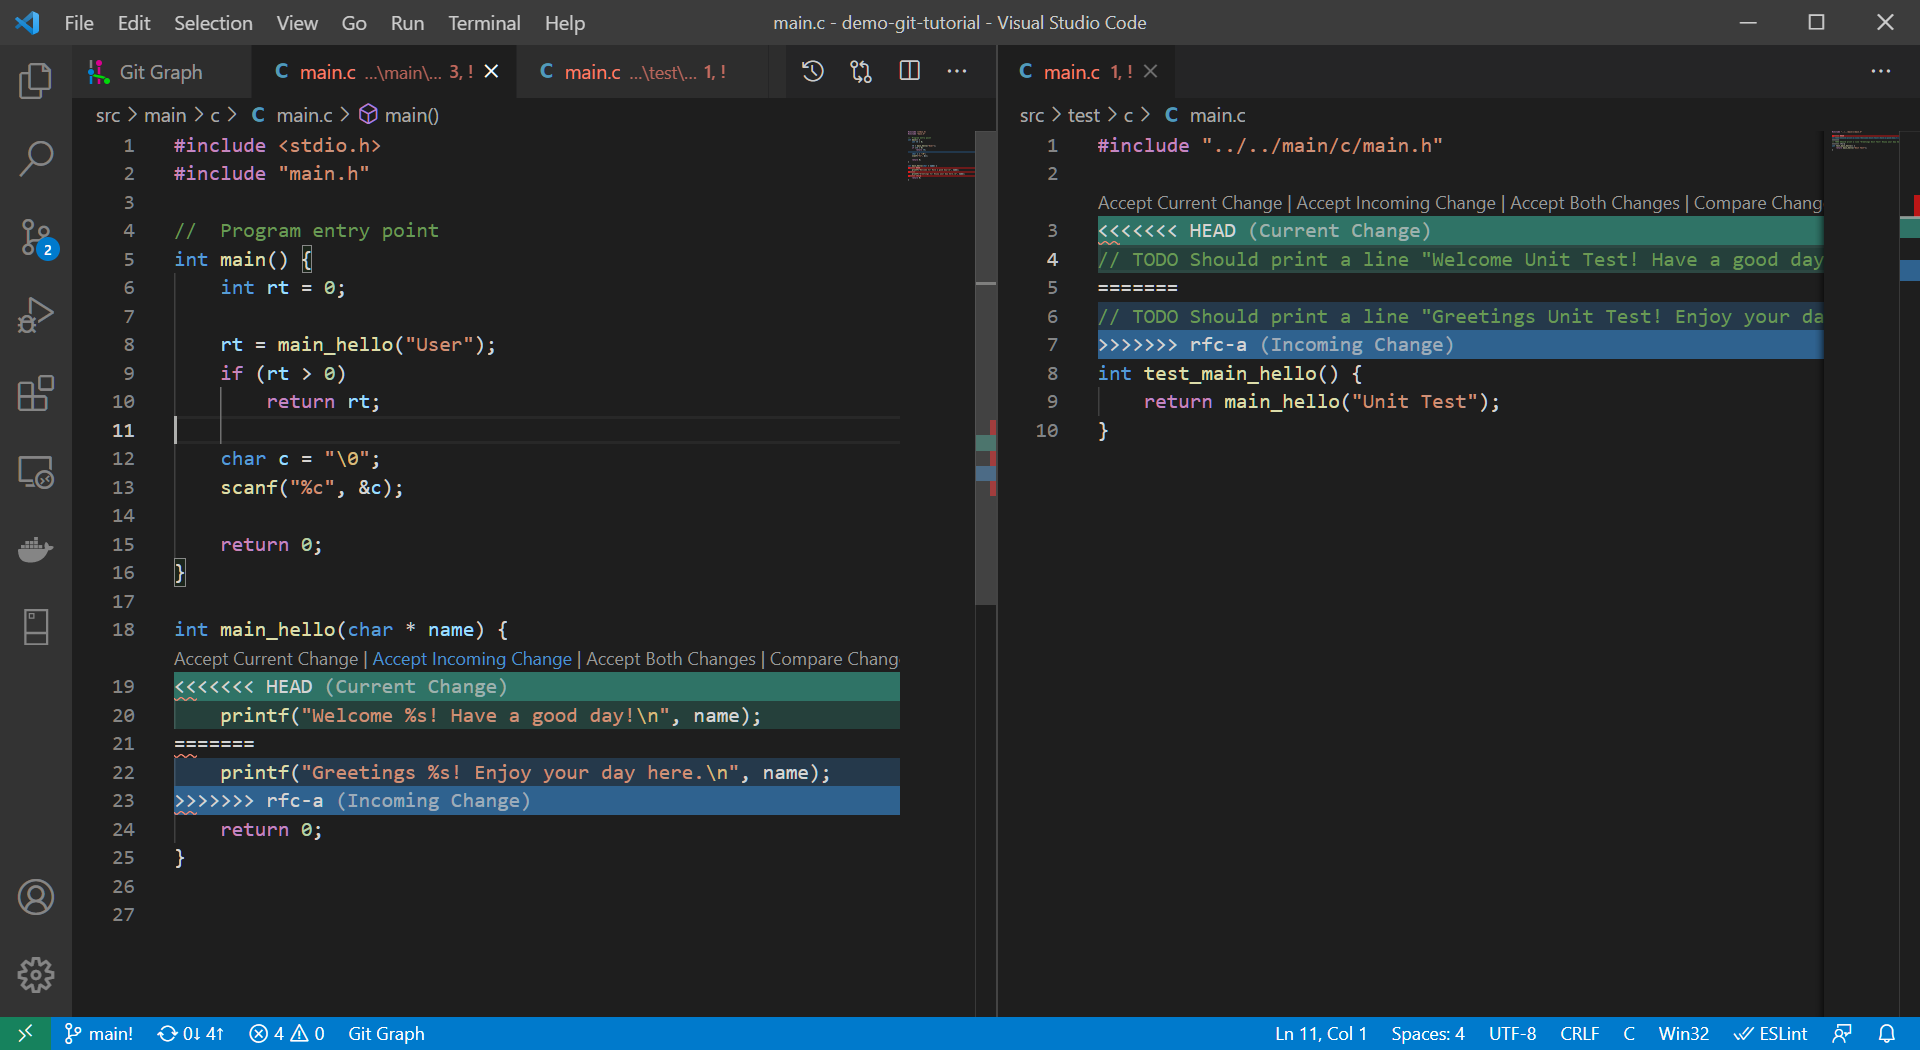 File Edit Selection View Go Run Terminal Help
main.c - demo-git-tutorial - Visual Studio Code
Git Graph
main.c ...\main\... 3, !
main.c ...\test\... 1, !
src > main > c > C main.c > main()
1 #include <stdio.h>
2 #include "main.h"
3
4 //  Program entry point
5 int main() {
6     int rt = 0;
7
8     rt = main_hello("User");
9     if (rt > 0)
10         return rt;
11
12     char c = "\0";
13     scanf("%c", &c);
14
15     return 0;
16 }
17
18 int main_hello(char * name) {
Accept Current Change | Accept Incoming Change | Accept Both Changes | Compare Chang
19 <<<<<<< HEAD (Current Change)
20     printf("Welcome %s! Have a good day!\n", name);
21 =======
22     printf("Greetings %s! Enjoy your day here.\n", name);
23 >>>>>>> rfc-a (Incoming Change)
24     return 0;
25 }
26
27
C main.c 1, !
src > test > c > C main.c
1 #include "../../main/c/main.h"
2
Accept Current Change | Accept Incoming Change | Accept Both Changes | Compare Chang
3 <<<<<<< HEAD (Current Change)
4 // TODO Should print a line "Welcome Unit Test! Have a good day
5 =======
6 // TODO Should print a line "Greetings Unit Test! Enjoy your da
7 >>>>>>> rfc-a (Incoming Change)
8 int test_main_hello() {
9     return main_hello("Unit Test");
10 }
2
main! 0↓ 4↑ 4 0 Git Graph
Ln 11, Col 1 Spaces: 4 UTF-8 CRLF C Win32 ESLint